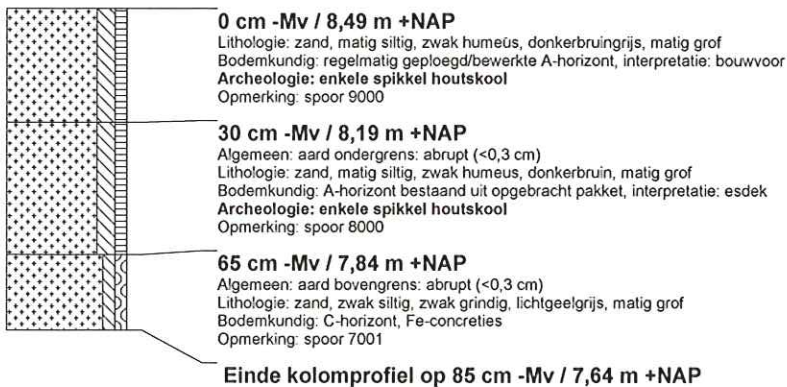 0 cm -Mv / 8,49 m +NAP
Lithologie: zand, matig siltig, zwak humeus, donkerbruingrijs, matig grof
Bodemkundig: regelmatig geploegd/bewerkte A-horizont, interpretatie: bouwvoor
Archeologie: enkele spikkel houtskool
Opmerking: spoor 9000
30 cm -Mv / 8,19 m +NAP
Algemeen: aard ondergrens: abrupt (<0,3 cm)
Lithologie: zand, matig siltig, zwak humeus, donkerbruin, matig grof
Bodemkundig: A-horizont bestaand uit opgebracht pakket, interpretatie: esdek
Archeologie: enkele spikkel houtskool
Opmerking: spoor 8000
65 cm -Mv / 7,84 m +NAP
Algemeen: aard bovengrens: abrupt (<0,3 cm)
Lithologie: zand, zwak siltig, zwak grindig, lichtgeelgrijs, matig grof
Bodemkundig: C-horizont, Fe-concreties
Opmerking: spoor 7001
Einde kolomprofiel op 85 cm -Mv / 7,64 m +NAP